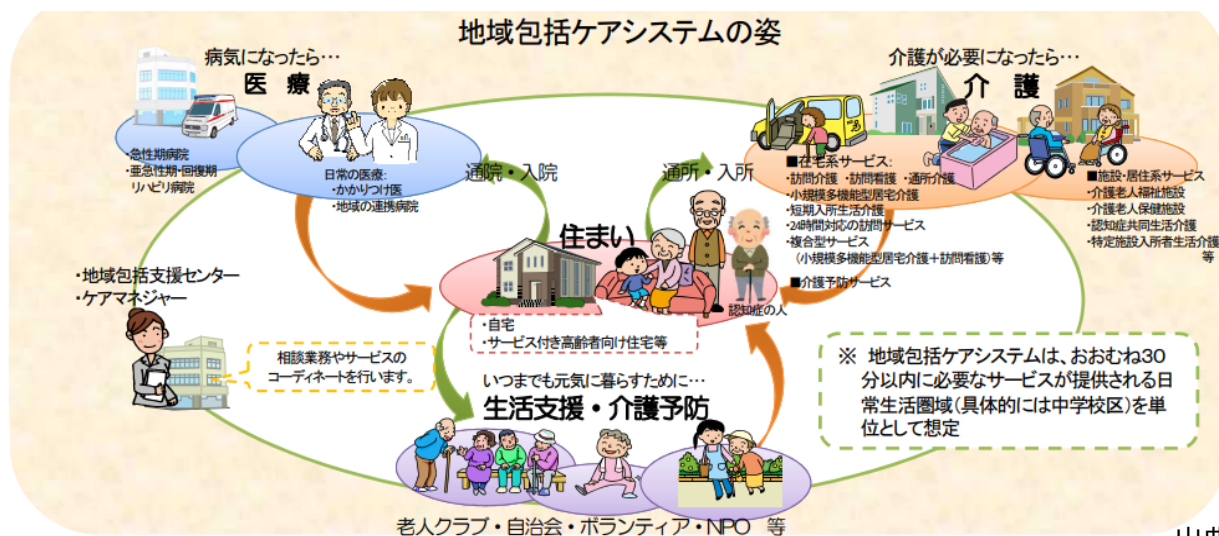 地域包括ケアシステムの姿
病気になったら…
医 療
・急性期病院
・亜急性期・回復期
リハビリ病院
日常の医療:
・かかりつけ医
・地域の連携病院
通院・入院
通所・入所
介護が必要になったら…
介 護
■在宅系サービス:
・訪問介護 ・訪問看護 ・通所介護
・小規模多機能型居宅介護
・短期入所生活介護
・24時間対応の訪問サービス
・複合型サービス
(小規模多機能型居宅介護+訪問看護)等
■介護予防サービス
■施設・居住系サービス
・介護老人福祉施設
・介護老人保健施設
・認知症共同生活介護
・特定施設入所者生活介護
等
住まい
認知症の人
・自宅
・サービス付き高齢者向け住宅等
・地域包括支援センター
・ケアマネジャー
相談業務やサービスの
コーディネートを行います。
いつまでも元気に暮らすために…
生活支援・介護予防
老人クラブ・自治会・ボランティア・NPO 等
※ 地域包括ケアシステムは、おおむね30
分以内に必要なサービスが提供される日
常生活圏域(具体的には中学校区)を単
位として想定